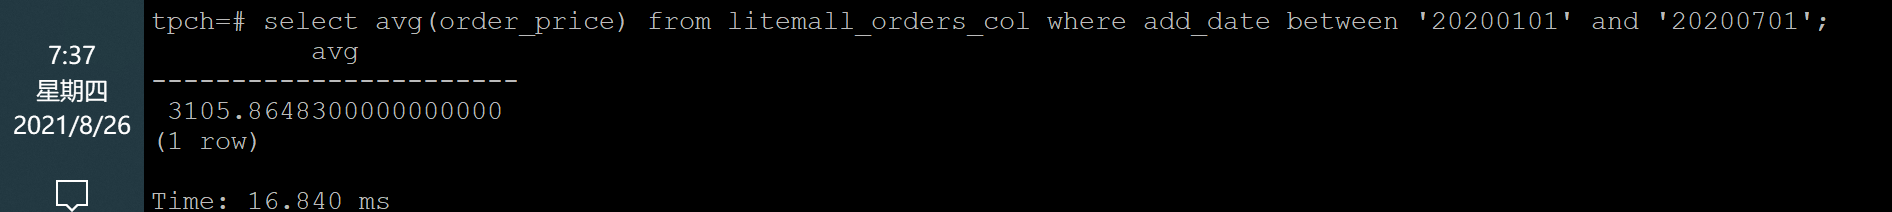 7:37
星期四
2021/8/26
tpch=# select avg(order_price) from litemall_orders_col where add_date between '20200101' and '20200701';
avg
-----------------------
3105.8648300000000000
(1 row)
Time: 16.840 ms